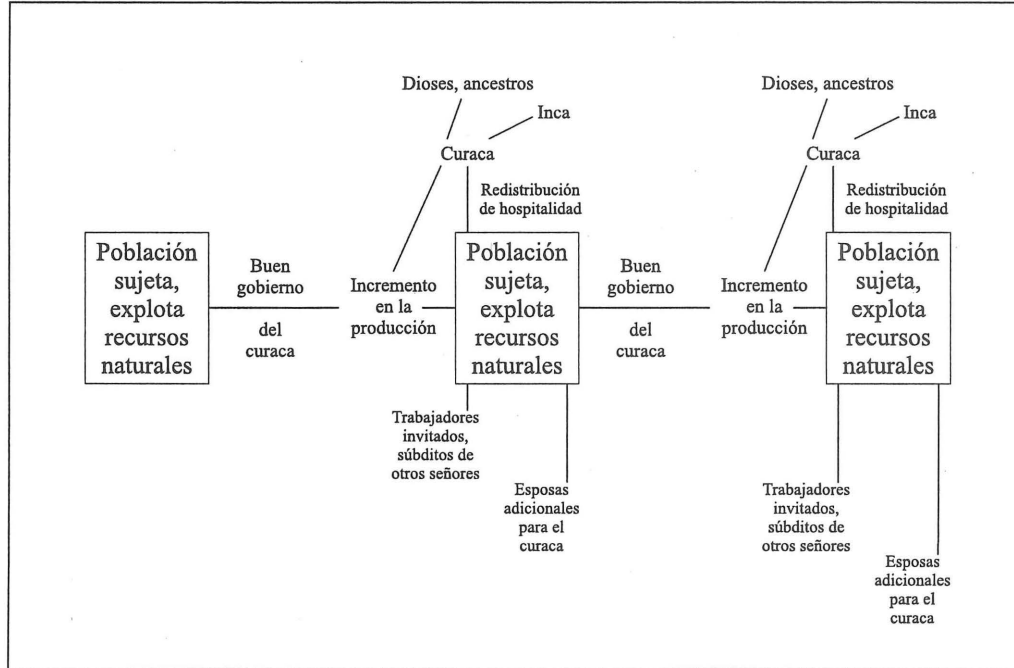 Dioses, ancestros
Inca
Curaca
Redistribución
de hospitalidad
Población
sujeta,
explota
recursos
naturales
Buen
gobierno
del
curaca
Incremento
en la
producción
Población
sujeta,
explota
recursos
naturales
Trabajadores
invitados,
súbditos de
otros señores
Esposas
adicionales
para el
curaca
Buen
gobierno
del
curaca
Dioses, ancestros
Inca
Curaca
Redistribución
de hospitalidad
Incremento
en la
producción
Población
sujeta,
explota
recursos
naturales
Trabajadores
invitados,
súbditos de
otros señores
Esposas
adicionales
para el
curaca